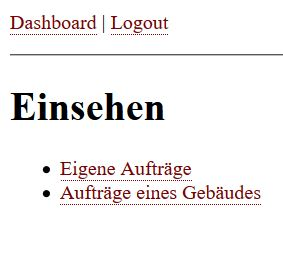 Dashboard | Logout
Einsehen
Eigene Aufträge
Aufträge eines Gebäudes